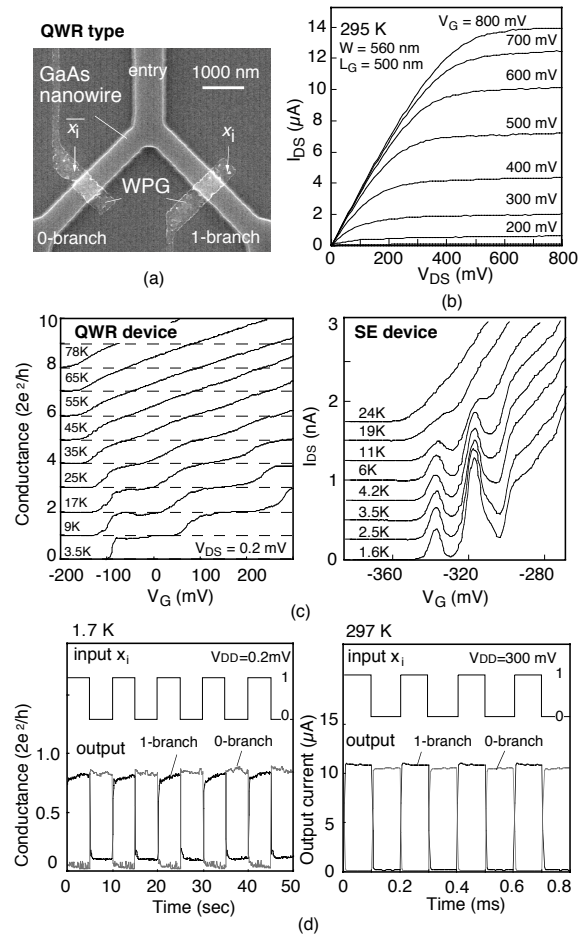 QWR type
entry
1000 nm
GaAs
nanowire
x̄i
xi
WPG
0-branch
1-branch
(a)
295 K
W = 560 nm
LG = 500 nm
VG = 800 mV
700 mV
600 mV
500 mV
400 mV
300 mV
200 mV
IDS (μA)
14
12
10
8
6
4
2
0
0 200 400 600 800
VDS (mV)
(b)
QWR device
Conductance (2e²/h)
10
8
6
4
2
0
78K
65K
55K
45K
35K
25K
17K
9K
3.5K
VDS = 0.2 mV
-200 -100 0 100 200
VG (mV)
SE device
IDS (nA)
3
2
1
0
24K
19K
11K
6K
4.2K
3.5K
2.5K
1.6K
-360 -320 -280
VG (mV)
(c)
1.7 K
input xi
VDD=0.2mV
1
0
output
1-branch
0-branch
Conductance (2e²/h)
1.0
0.5
0
0 10 20 30 40 50
Time (sec)
297 K
input xi
VDD=300 mV
1
0
output
1-branch
0-branch
Output current (μA)
15
10
5
0
0 0.2 0.4 0.6 0.8
Time (ms)
(d)